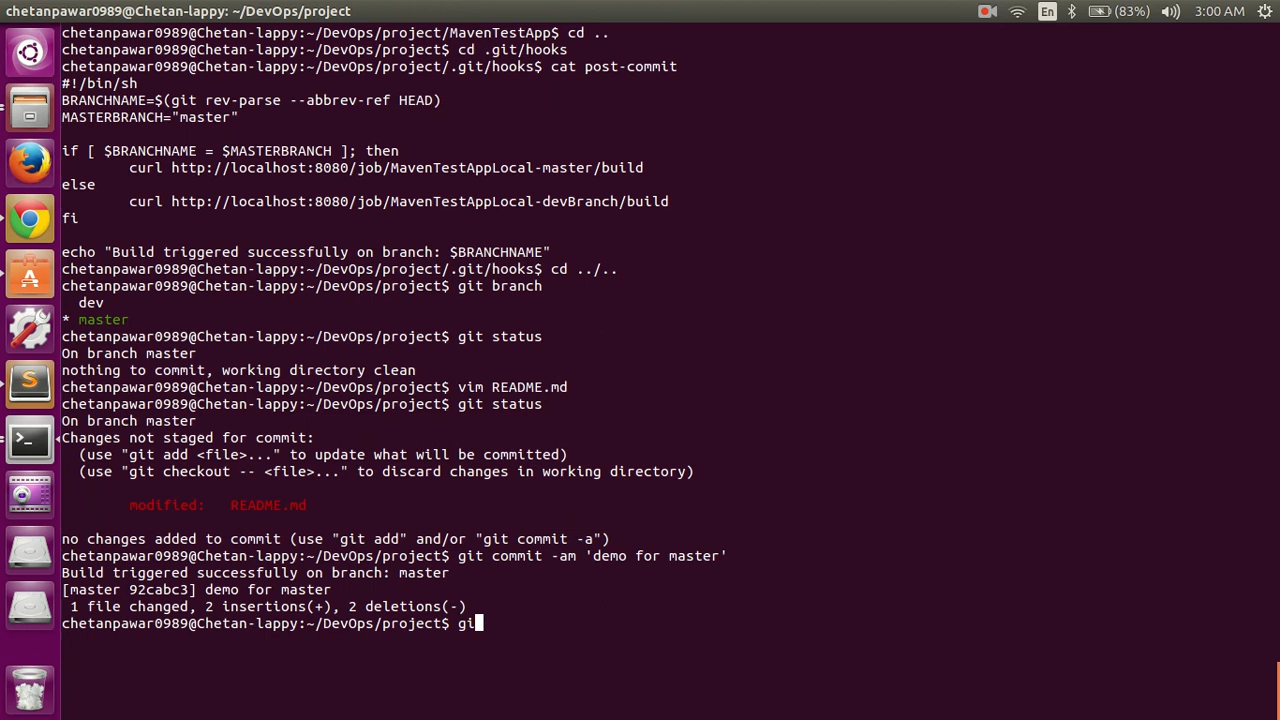 chetanpawar0989@Chetan-lappy: ~/DevOps/project
En
(83%)
3:00 AM
chetanpawar0989@Chetan-lappy:~/DevOps/project/MavenTestApp$ cd ..
chetanpawar0989@Chetan-lappy:~/DevOps/project$ cd .git/hooks
chetanpawar0989@Chetan-lappy:~/DevOps/project/.git/hooks$ cat post-commit
#!/bin/sh
BRANCHNAME=$(git rev-parse --abbrev-ref HEAD)
MASTERBRANCH="master"
if [ $BRANCHNAME = $MASTERBRANCH ]; then
        curl http://localhost:8080/job/MavenTestAppLocal-master/build
else
        curl http://localhost:8080/job/MavenTestAppLocal-devBranch/build
fi
echo "Build triggered successfully on branch: $BRANCHNAME"
chetanpawar0989@Chetan-lappy:~/DevOps/project/.git/hooks$ cd ../..
chetanpawar0989@Chetan-lappy:~/DevOps/project$ git branch
  dev
* master
chetanpawar0989@Chetan-lappy:~/DevOps/project$ git status
On branch master
nothing to commit, working directory clean
chetanpawar0989@Chetan-lappy:~/DevOps/project$ vim README.md
chetanpawar0989@Chetan-lappy:~/DevOps/project$ git status
On branch master
Changes not staged for commit:
  (use "git add <file>..." to update what will be committed)
  (use "git checkout -- <file>..." to discard changes in working directory)
        modified:   README.md
no changes added to commit (use "git add" and/or "git commit -a")
chetanpawar0989@Chetan-lappy:~/DevOps/project$ git commit -am 'demo for master'
Build triggered successfully on branch: master
[master 92cabc3] demo for master
 1 file changed, 2 insertions(+), 2 deletions(-)
chetanpawar0989@Chetan-lappy:~/DevOps/project$ gi